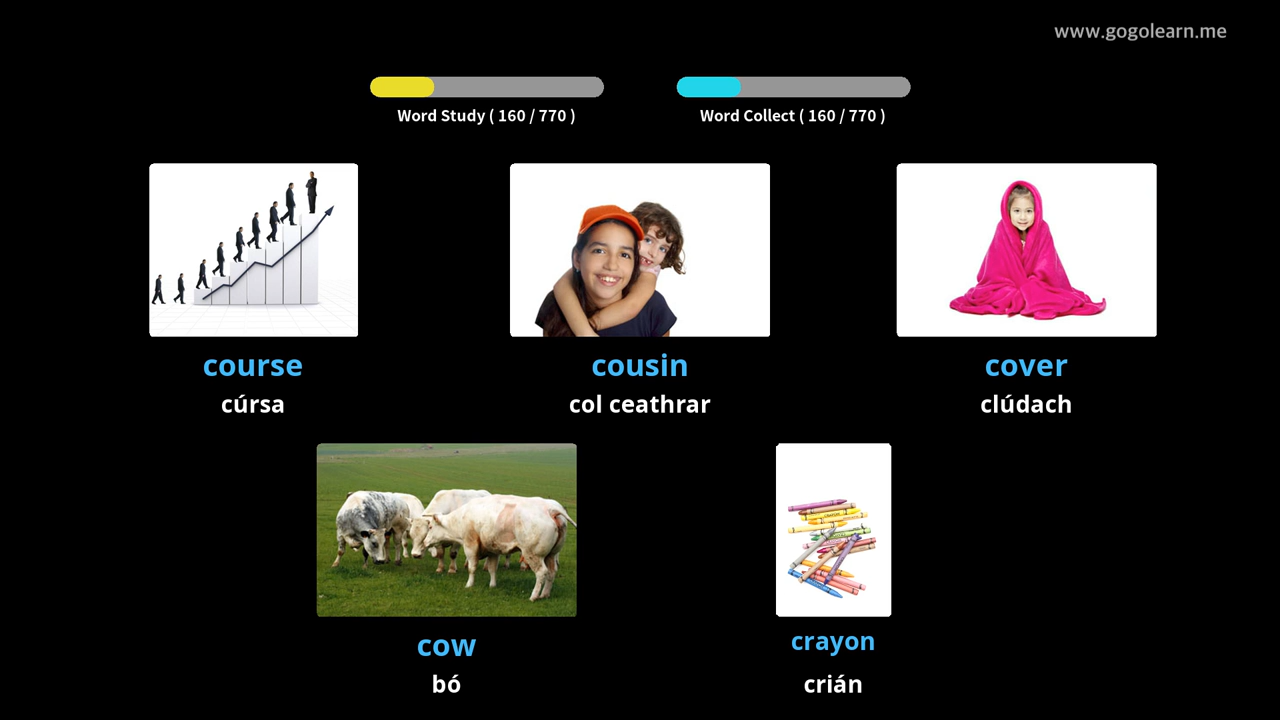 www.gogolearn.me
Word Study ( 160 / 770 )
Word Collect ( 160 / 770 )
course
cúrsa
cousin
col ceathrar
cover
clúdach
cow
bó
crayon
crián